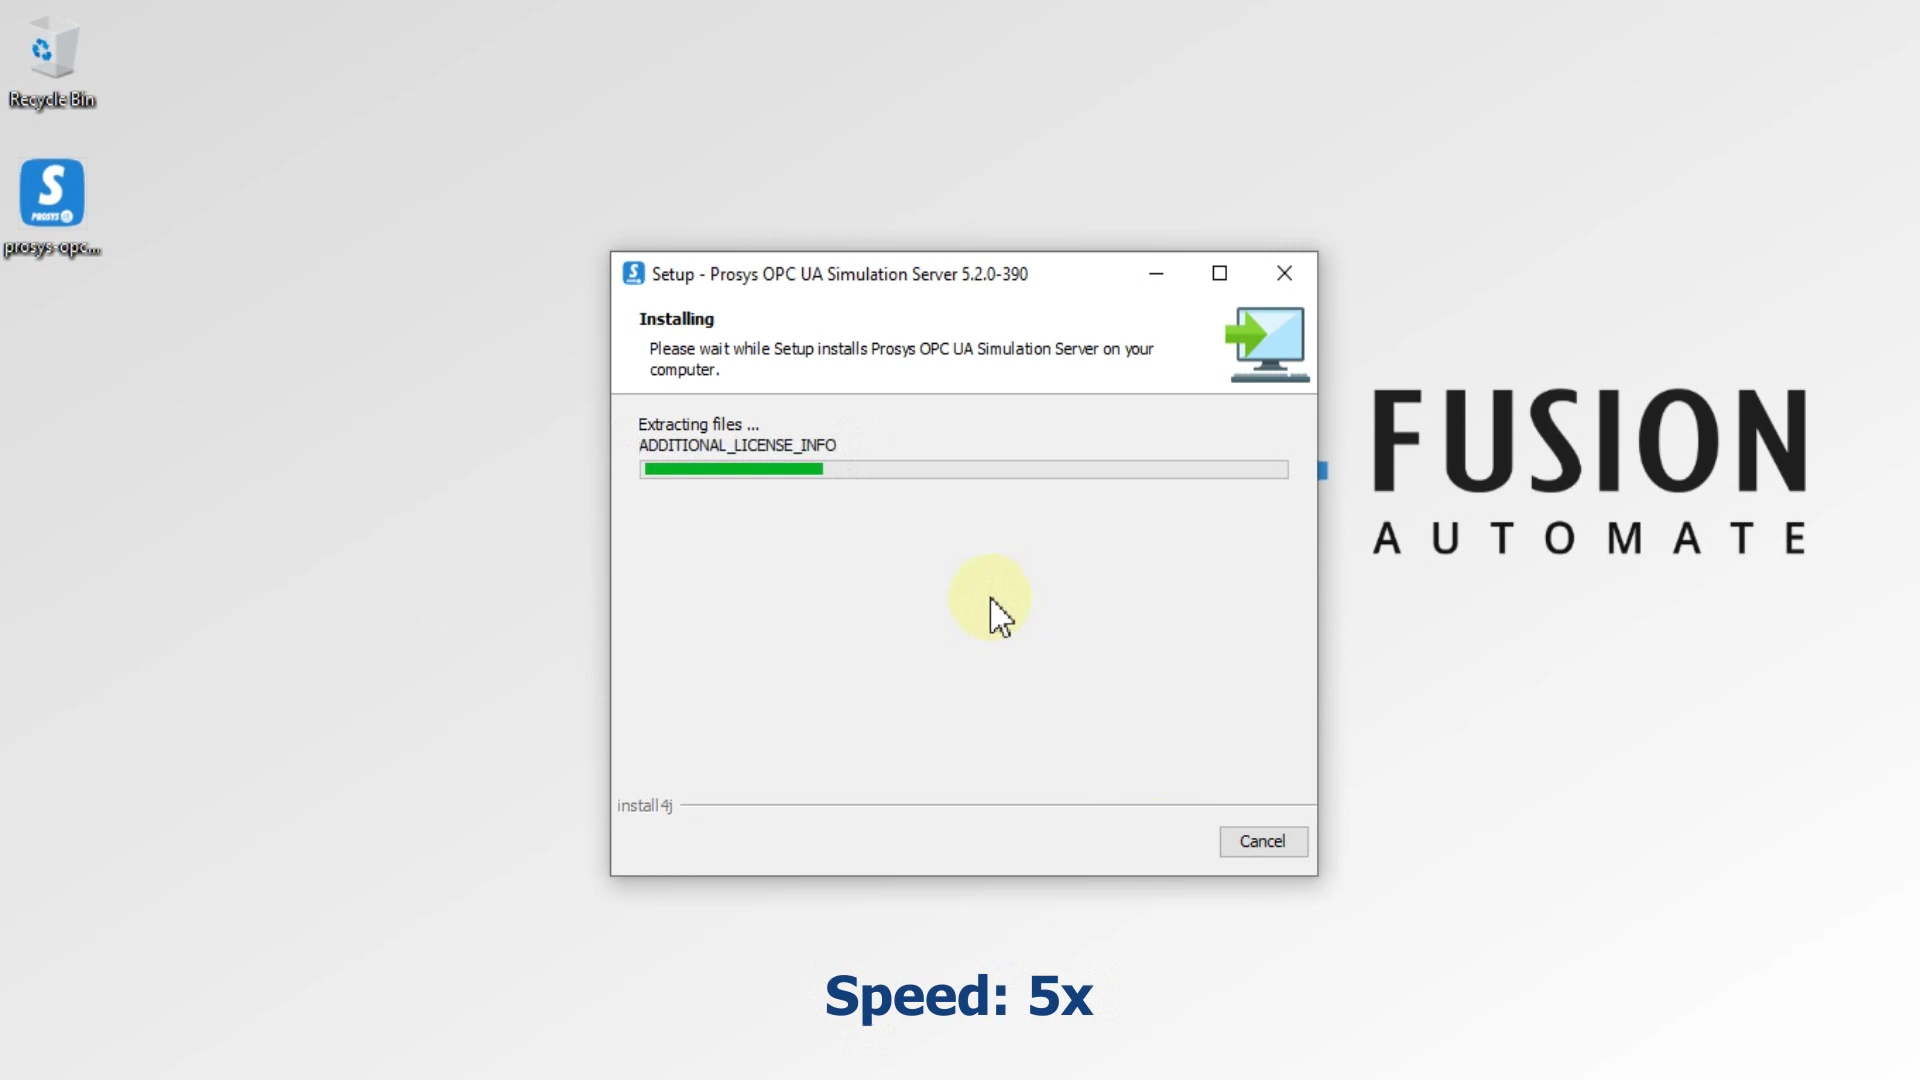 Recycle Bin
S
PROSYS
prosys-opc...
Setup - Prosys OPC UA Simulation Server 5.2.0-390
Installing
Please wait while Setup installs Prosys OPC UA Simulation Server on your
computer.
Extracting files ...
ADDITIONAL_LICENSE_INFO
install4j
Cancel
FUSION
AUTOMATE
Speed: 5x